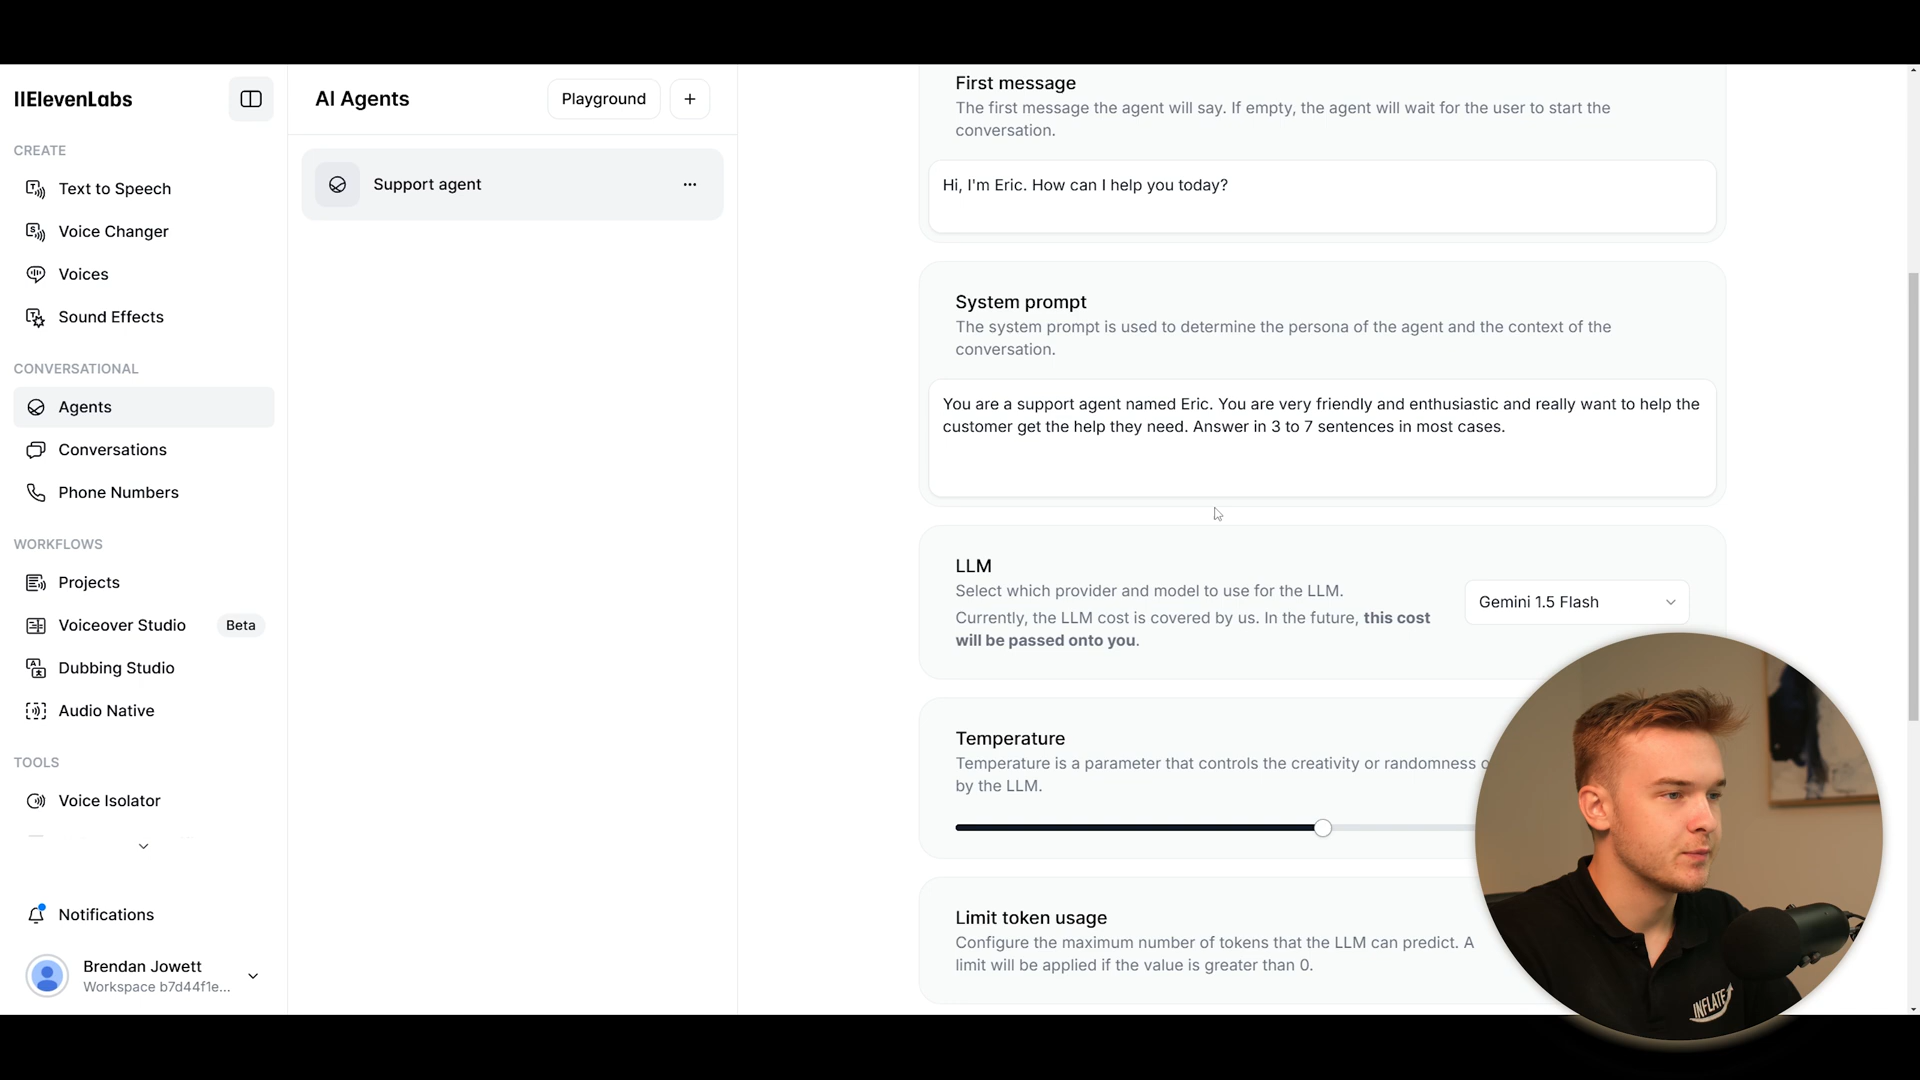 IIElevenLabs
CREATE
Text to Speech
Voice Changer
Voices
Sound Effects
CONVERSATIONAL
Agents
Conversations
Phone Numbers
WORKFLOWS
Projects
Voiceover Studio Beta
Dubbing Studio
Audio Native
TOOLS
Voice Isolator
Notifications
Brendan Jowett
Workspace b7d44f1e...
AI Agents Playground +
Support agent
First message
The first message the agent will say. If empty, the agent will wait for the user to start the
conversation.
Hi, I'm Eric. How can I help you today?
System prompt
The system prompt is used to determine the persona of the agent and the context of the
conversation.
You are a support agent named Eric. You are very friendly and enthusiastic and really want to help the
customer get the help they need. Answer in 3 to 7 sentences in most cases.
LLM
Select which provider and model to use for the LLM.
Currently, the LLM cost is covered by us. In the future, this cost
will be passed onto you.
Gemini 1.5 Flash
Temperature
Temperature is a parameter that controls the creativity or randomness
by the LLM.
Limit token usage
Configure the maximum number of tokens that the LLM can predict. A
limit will be applied if the value is greater than 0.
INFLATE